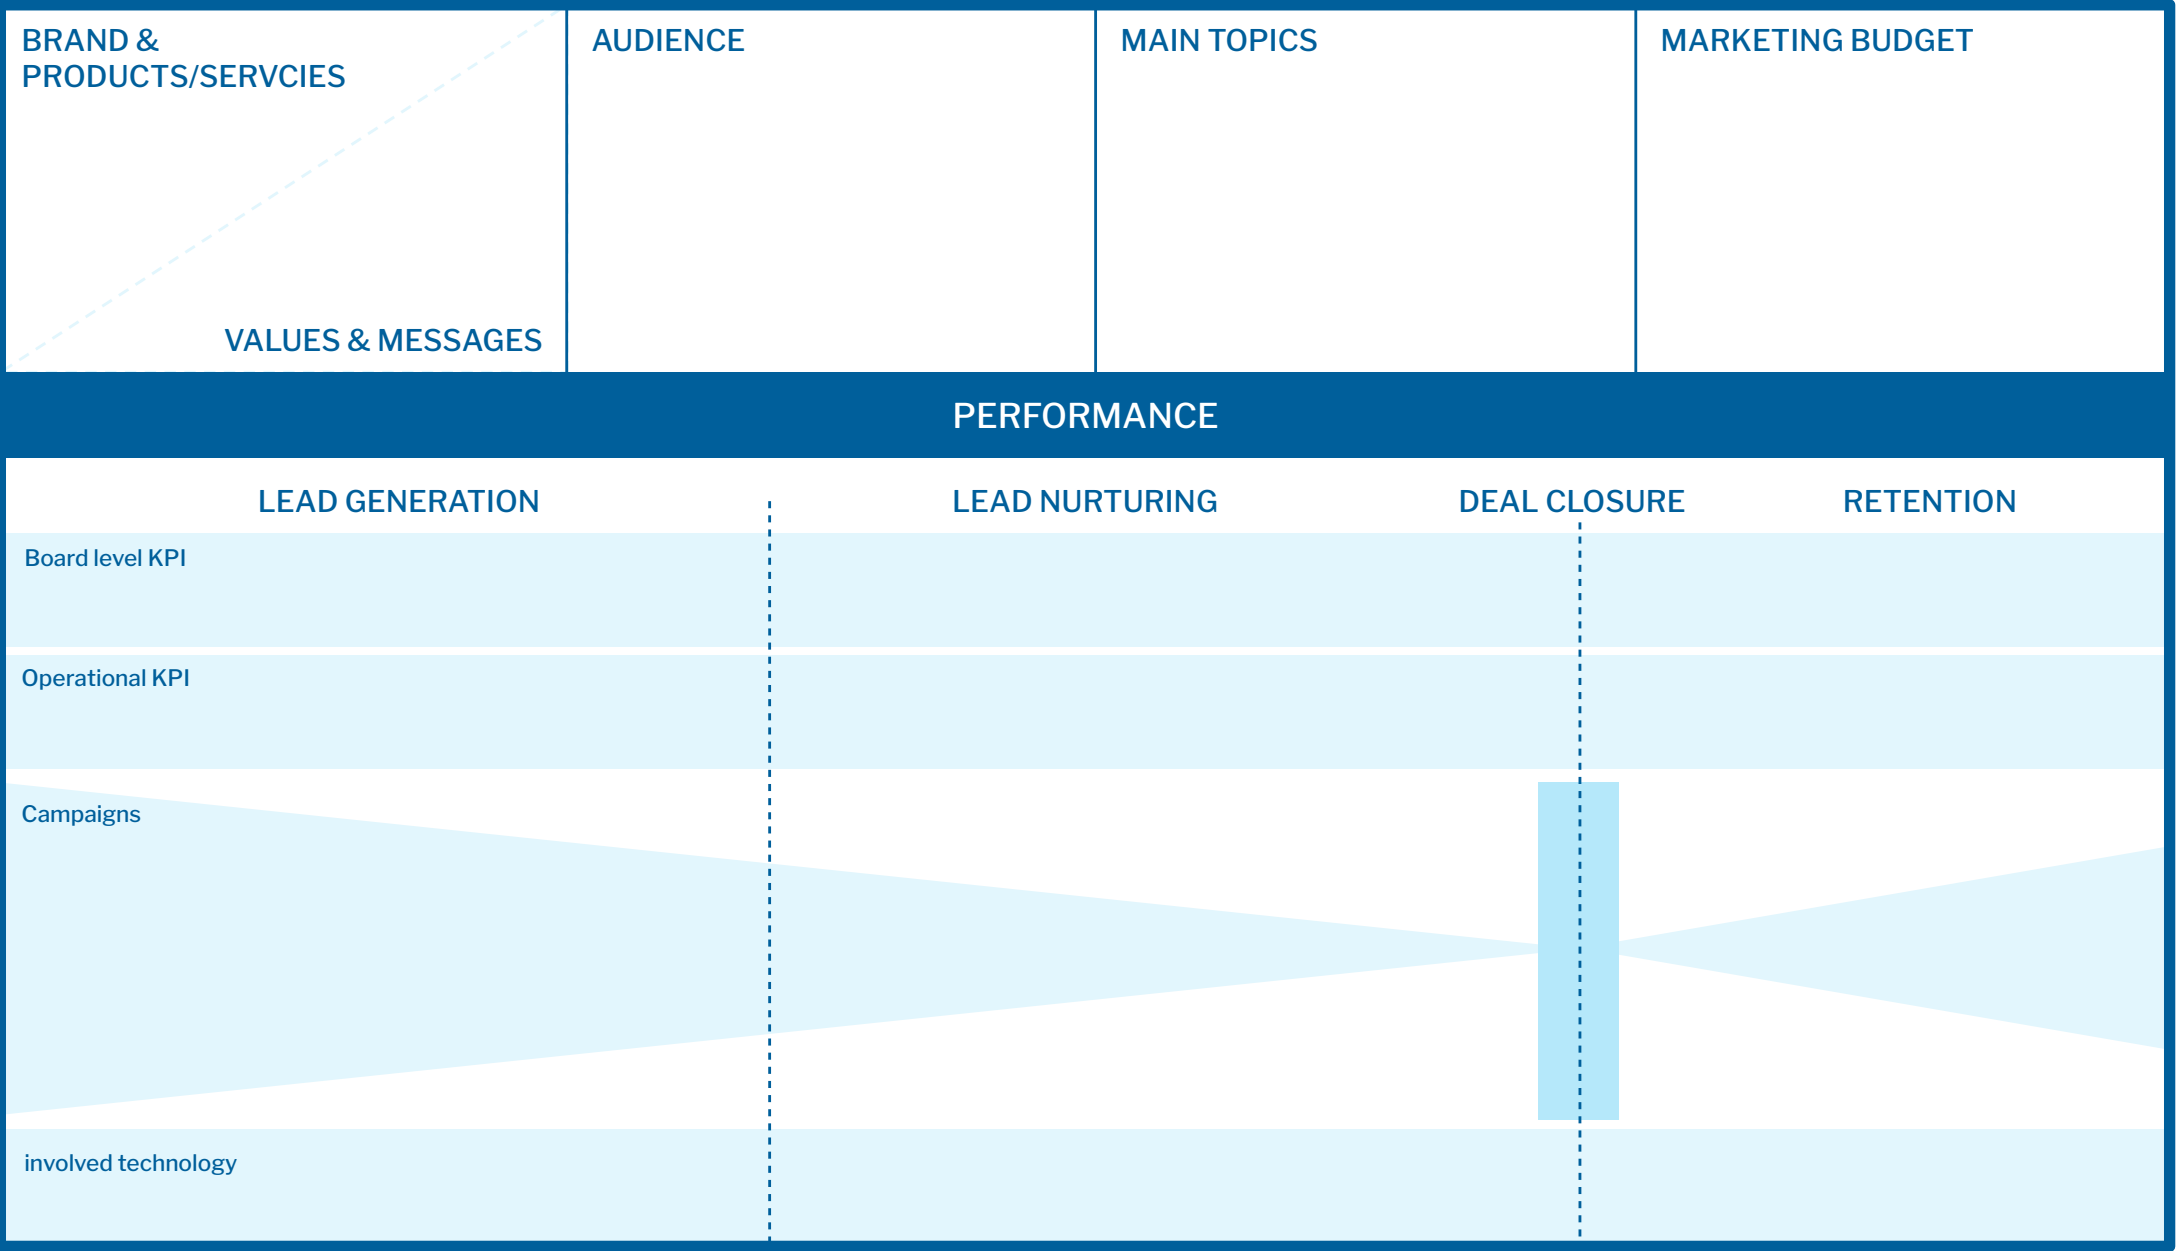 BRAND &
PRODUCTS/SERVCIES
VALUES & MESSAGES
AUDIENCE
MAIN TOPICS
MARKETING BUDGET
PERFORMANCE
LEAD GENERATION
LEAD NURTURING
DEAL CLOSURE
RETENTION
Board level KPI
Operational KPI
Campaigns
involved technology